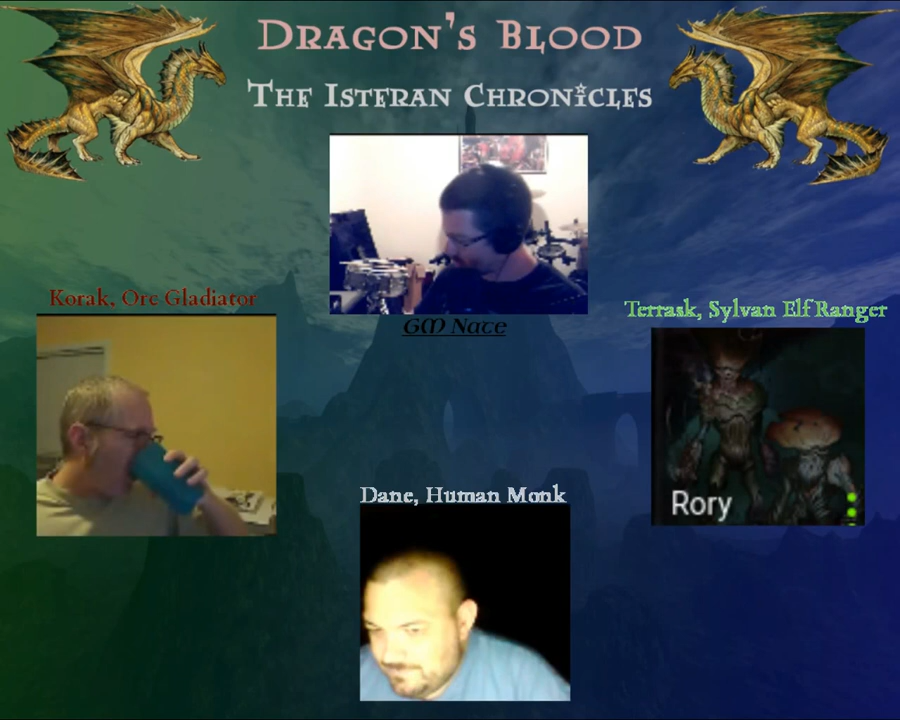 Dragon's Blood
The Isteran Chronicles
GM Nate
Korak, Orc Gladiator
Terrask, Sylvan Elf Ranger
Rory
Dane, Human Monk